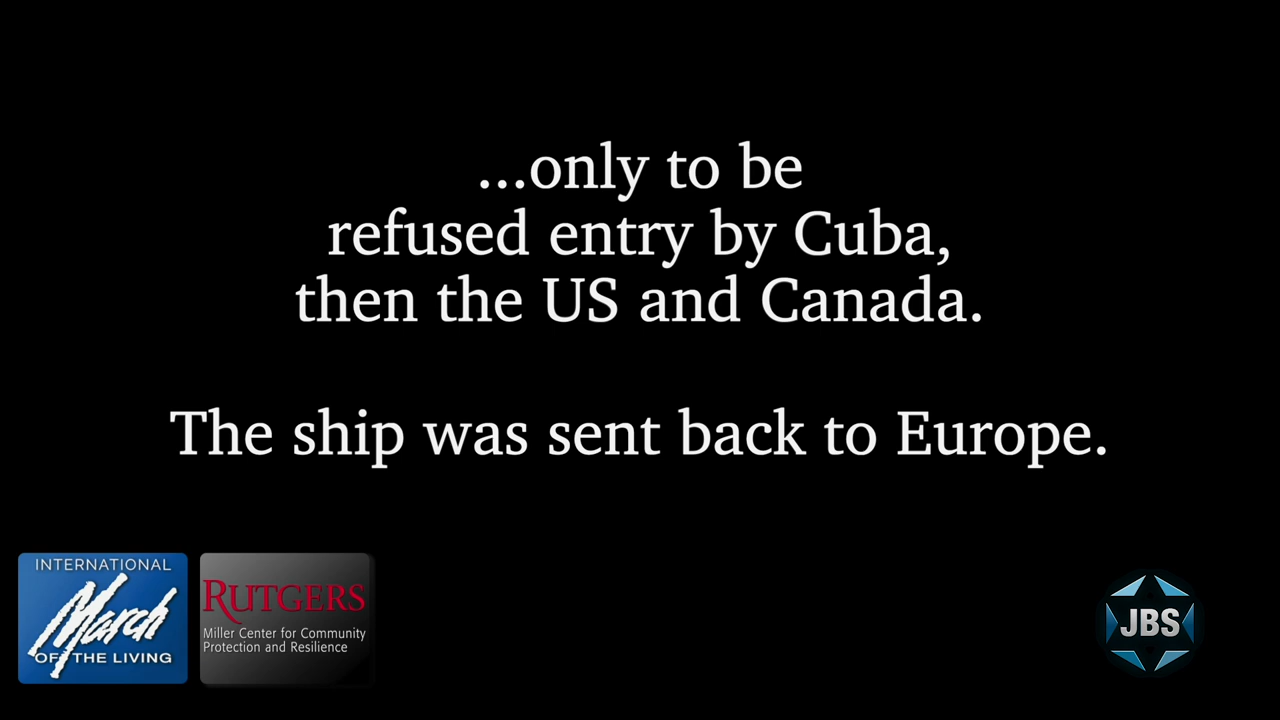 ...only to be
refused entry by Cuba,
then the US and Canada.
The ship was sent back to Europe.
INTERNATIONAL
March
OF THE LIVING
RUTGERS
Miller Center for Community
Protection and Resilience
JBS